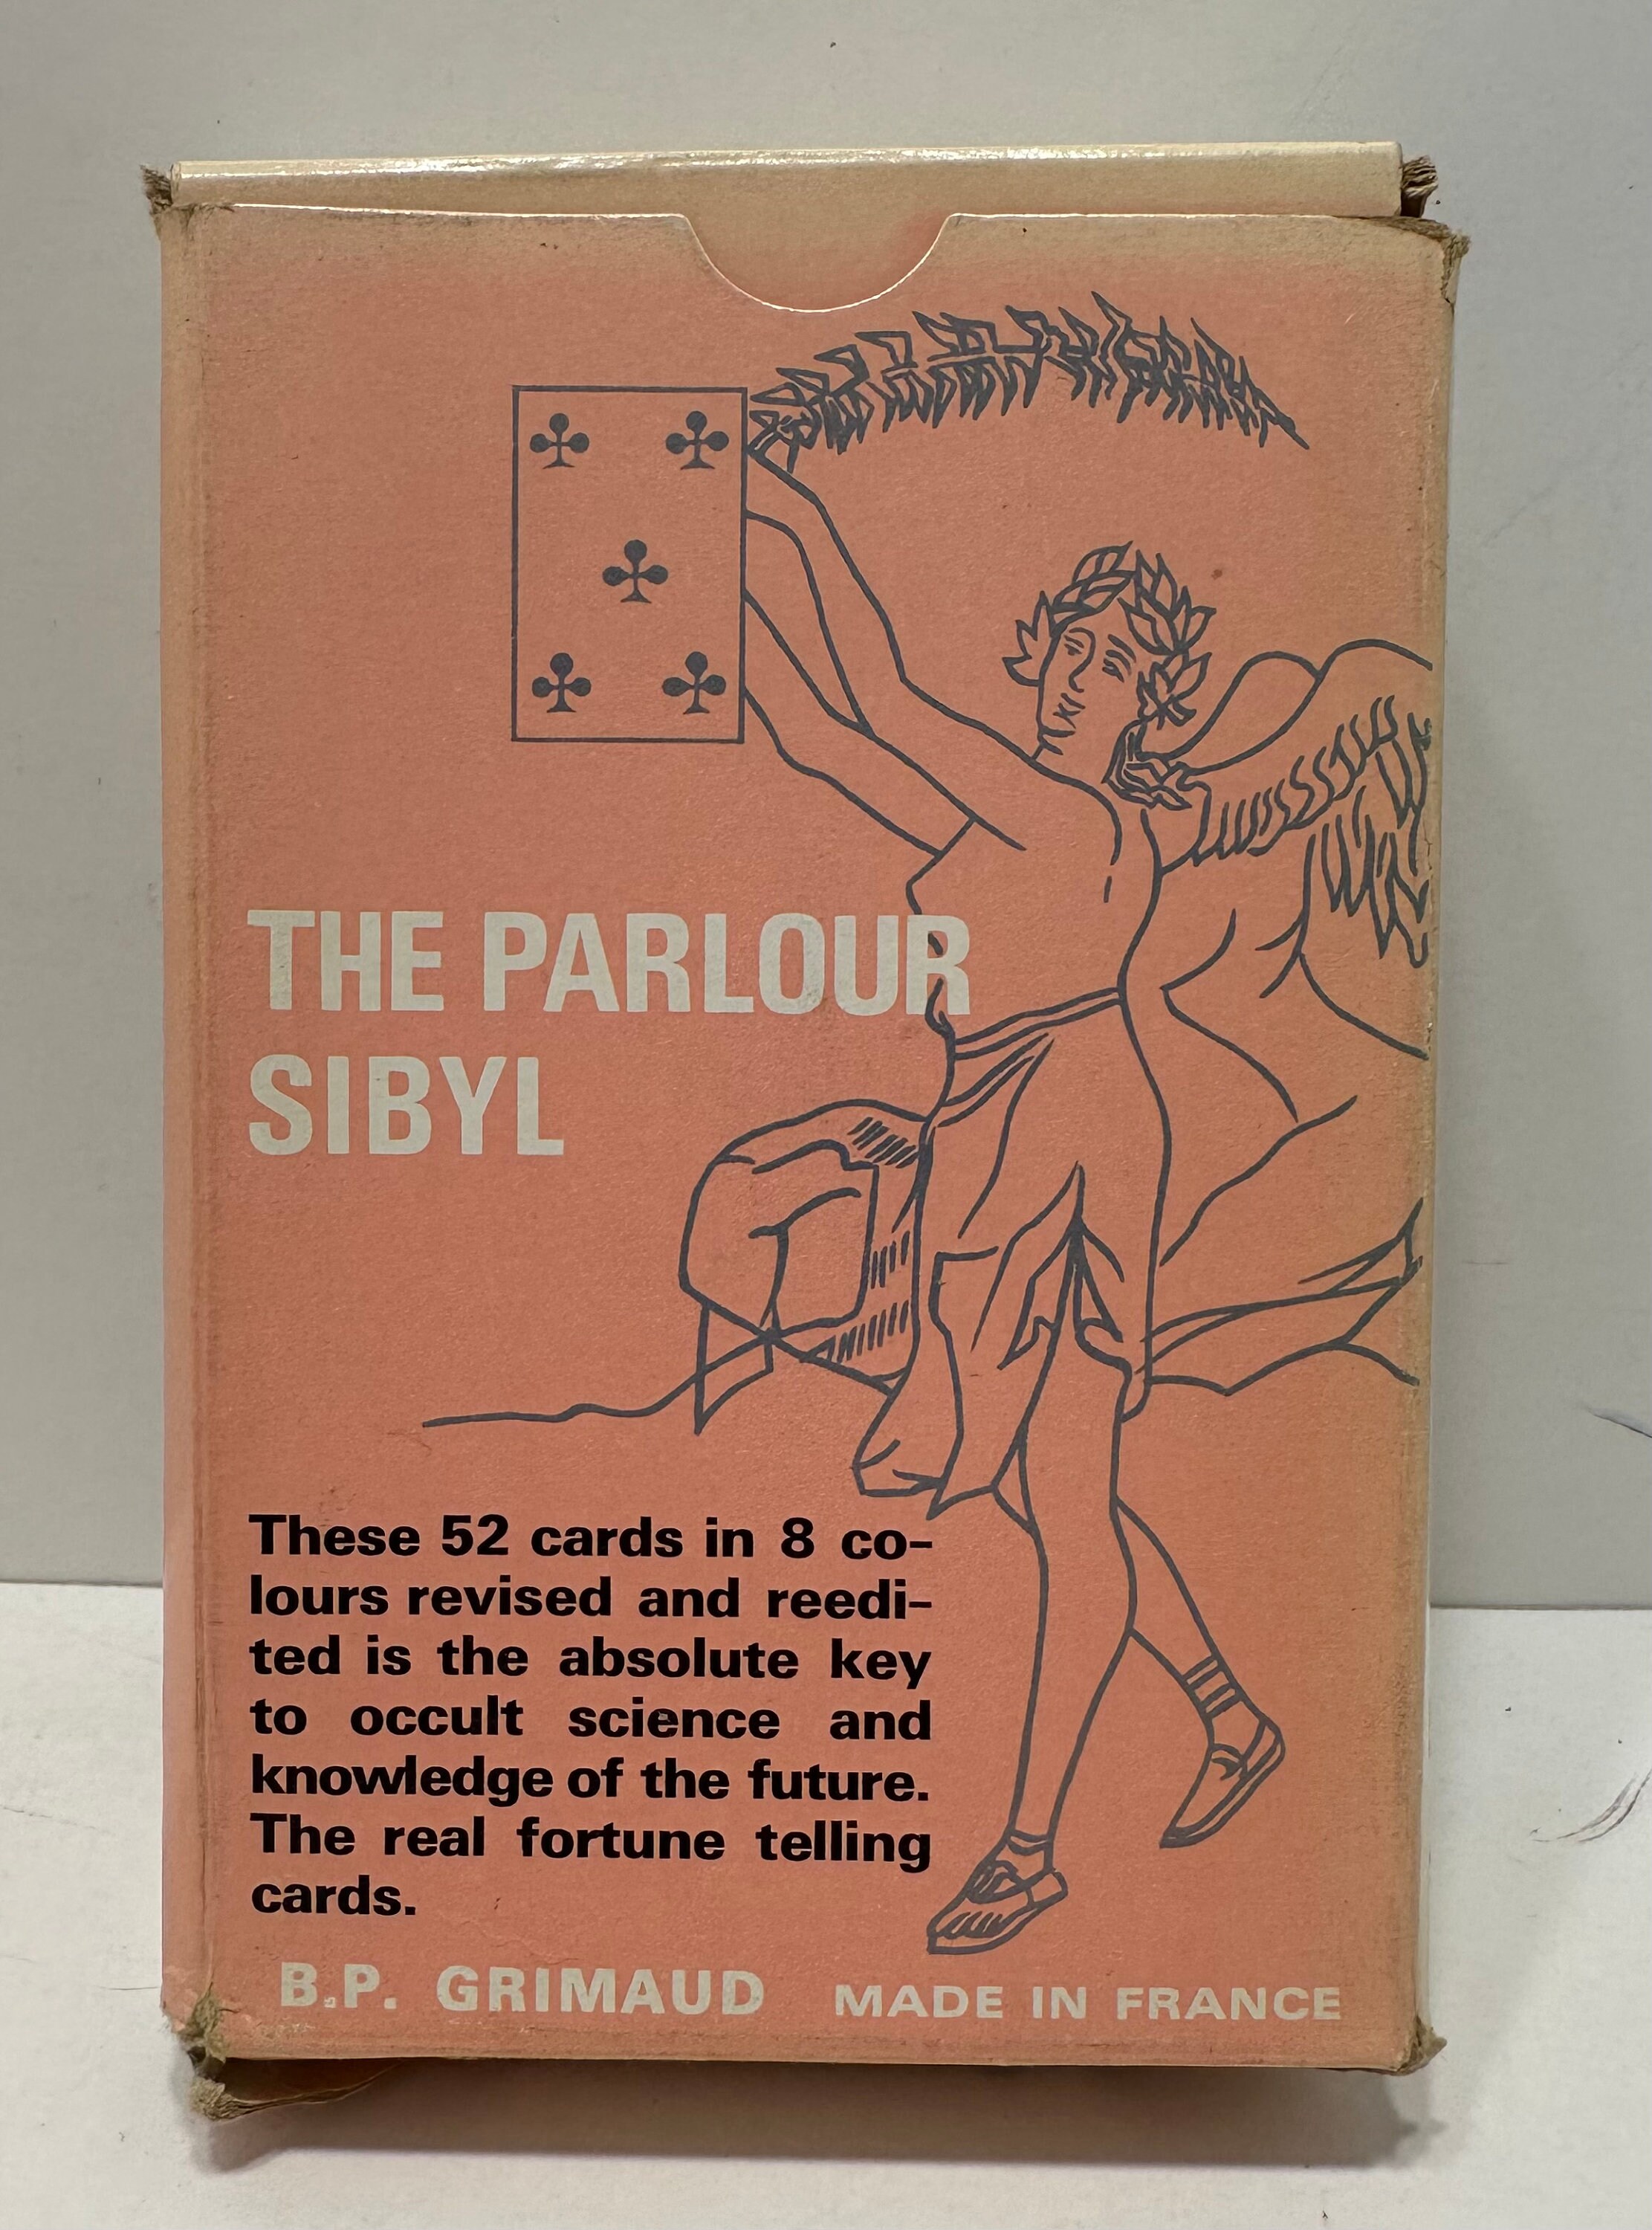 THE PARLOUR
SIBYL
These 52 cards in 8 co-
lours revised and reedi-
ted is the absolute key
to occult science and
knowledge of the future.
The real fortune telling
cards.
B.P. GRIMAUD MADE IN FRANCE